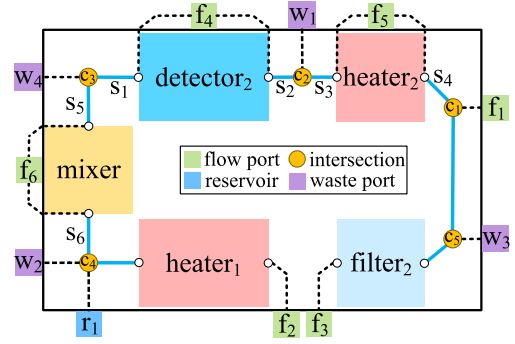 f₄
w₁
f₅
w₄
c₃
s₁
detector₂
s₂
c₂
s₃
heater₂
s₄
s₅
c₁
f₁
f₆
mixer
flow port
intersection
reservoir
waste port
s₆
w₂
c₄
heater₁
filter₂
c₅
w₃
r₁
f₂
f₃